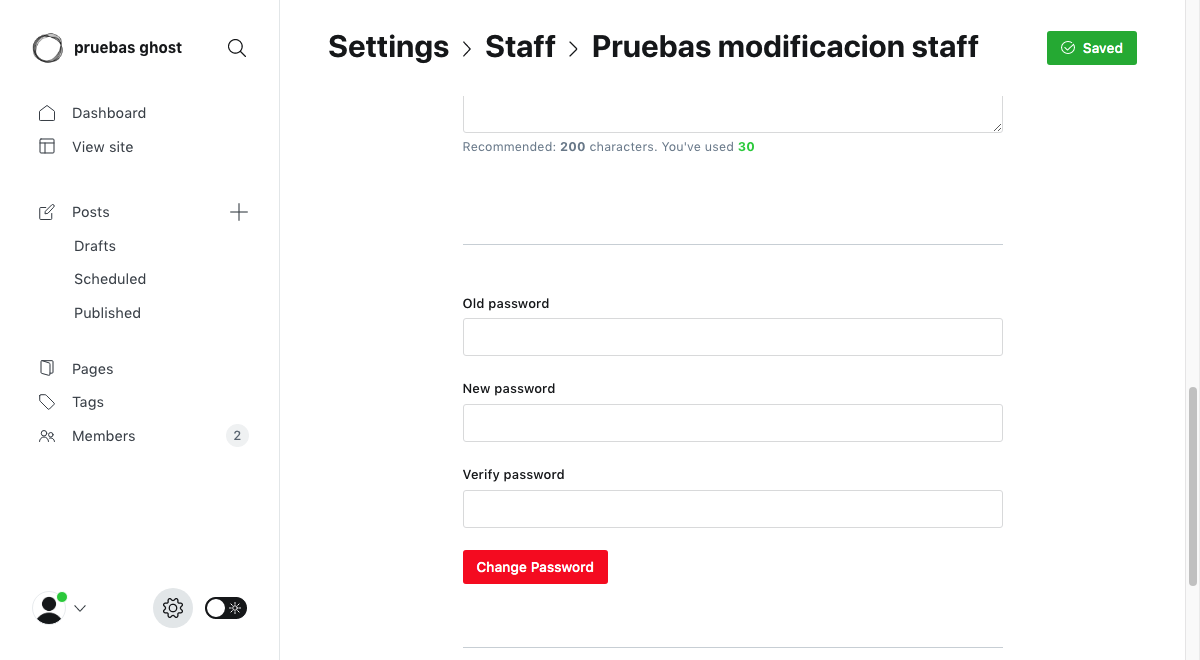 pruebas ghost
Dashboard
View site
Posts
Drafts
Scheduled
Published
Pages
Tags
Members 2
Settings > Staff > Pruebas modificacion staff
Saved
Recommended: 200 characters. You've used 30
Old password
New password
Verify password
Change Password